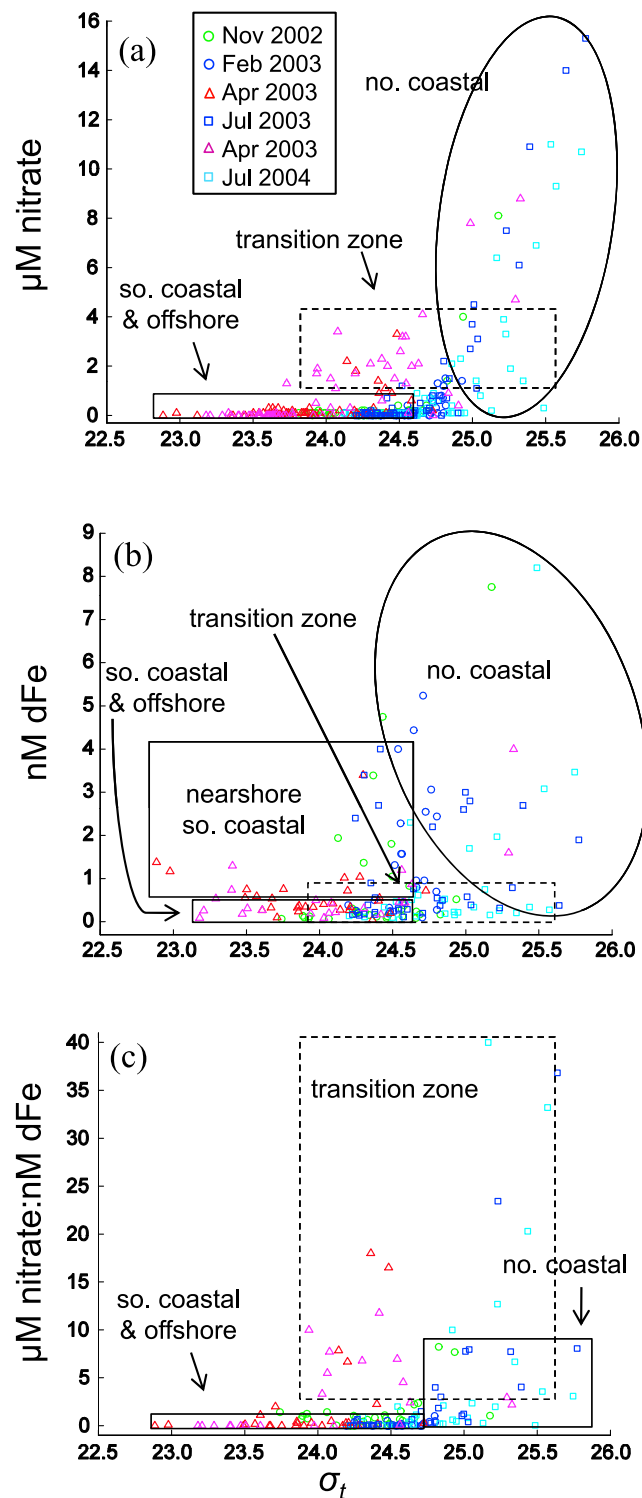 16
(a)
Nov 2002
Feb 2003
Apr 2003
Jul 2003
Apr 2003
Jul 2004
no. coastal
14
12
10
8
6
4
2
0
µM nitrate
transition zone
so. coastal
& offshore
22.5 23.0 23.5 24.0 24.5 25.0 25.5 26.0
9
(b)
8
7
6
5
4
3
2
1
0
nM dFe
transition zone
so. coastal
& offshore
no. coastal
nearshore
so. coastal
22.5 23.0 23.5 24.0 24.5 25.0 25.5 26.0
40
(c)
35
30
25
20
15
10
5
0
µM nitrate:nM dFe
transition zone
no. coastal
so. coastal
& offshore
22.5 23.0 23.5 24.0 24.5 25.0 25.5 26.0
σt